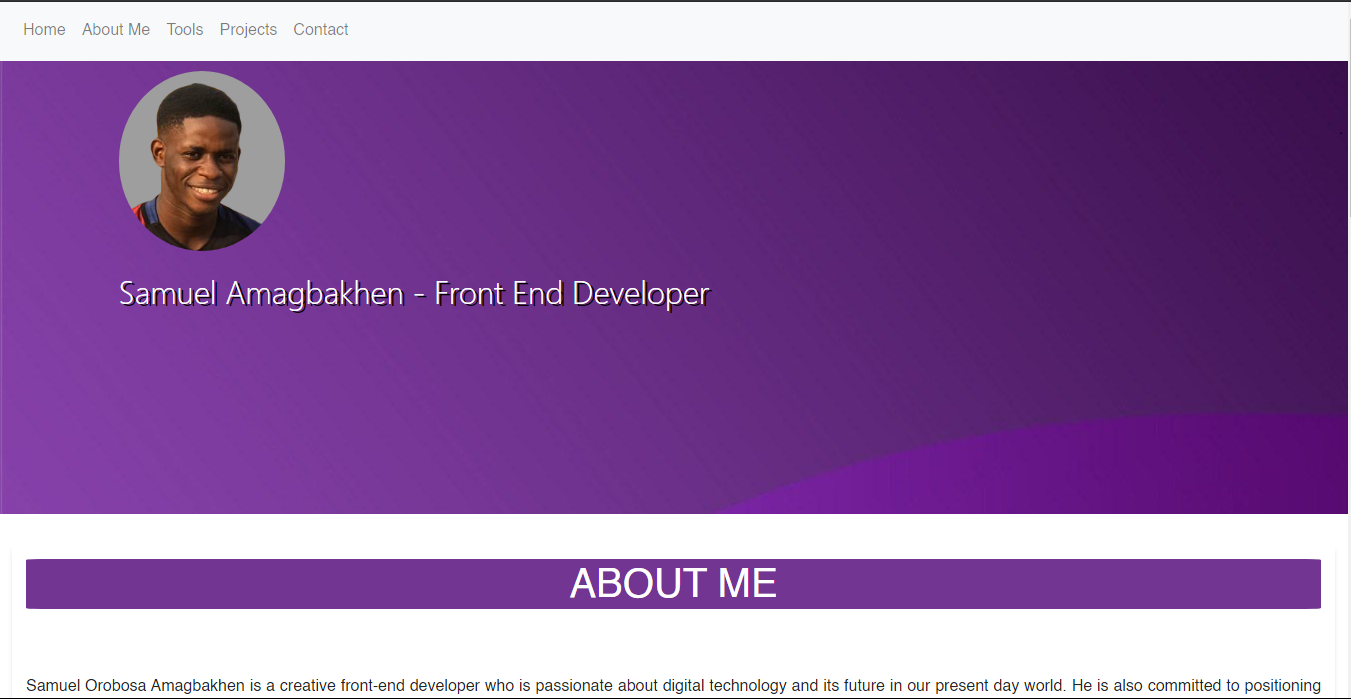 Home About Me Tools Projects Contact
Samuel Amagbakhen - Front End Developer
ABOUT ME
Samuel Orobosa Amagbakhen is a creative front-end developer who is passionate about digital technology and its future in our present day world. He is also committed to positioning